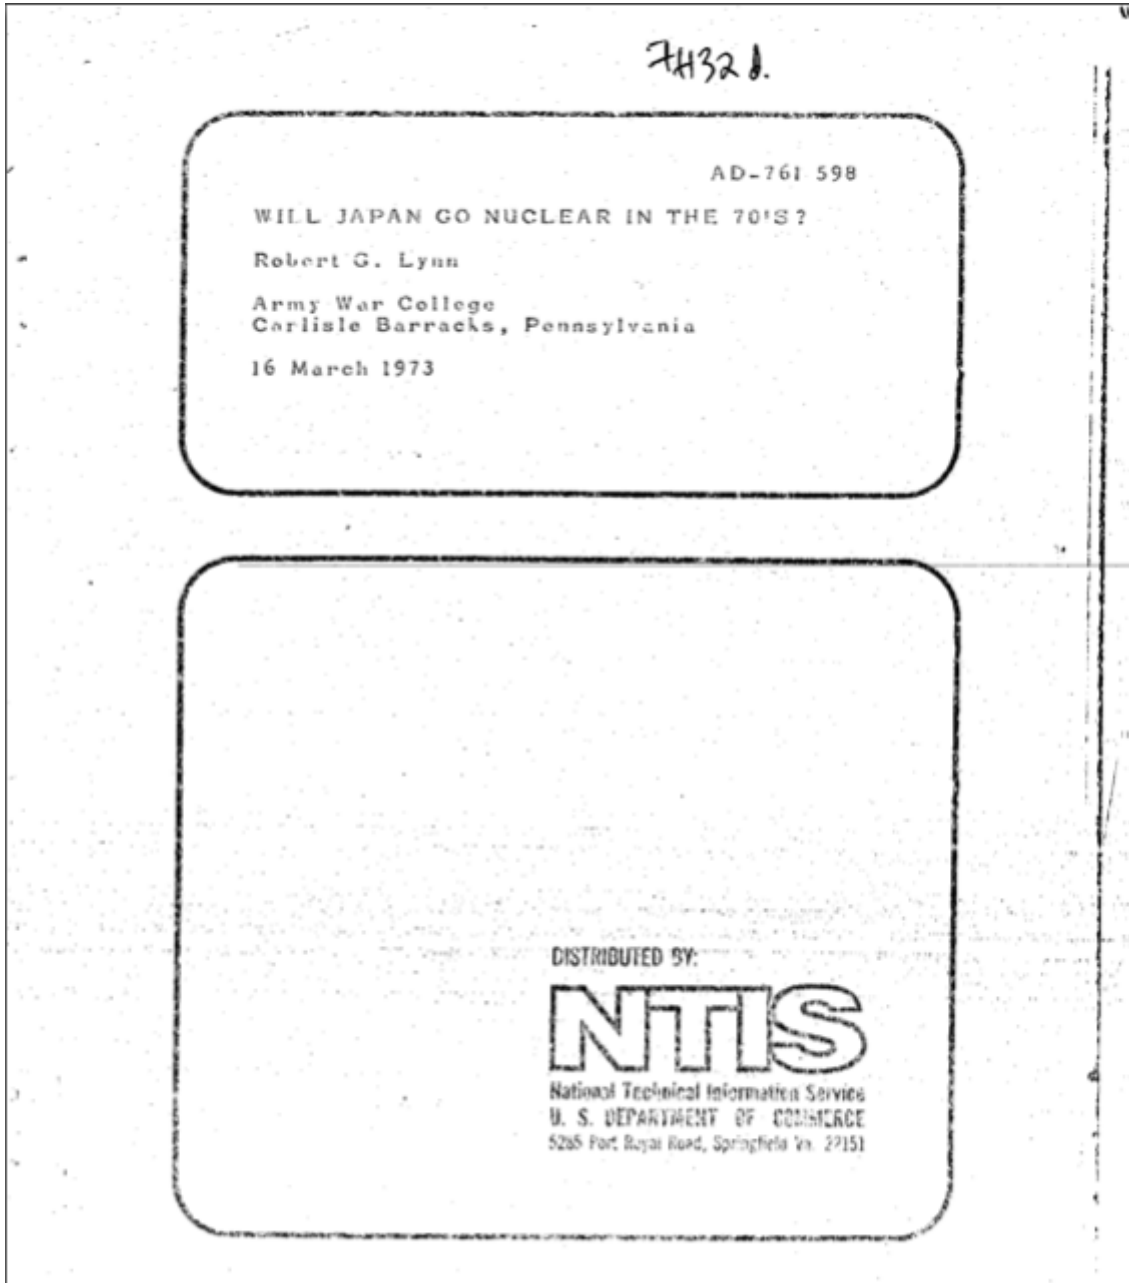 AD-761 598
WILL JAPAN GO NUCLEAR IN THE 70'S?
Robert G. Lynn
Army War College
Carlisle Barracks, Pennsylvania
16 March 1973
DISTRIBUTED BY:
NTIS
National Technical Information Service
U. S. DEPARTMENT OF COMMERCE
5285 Port Royal Road, Springfield Va. 22151